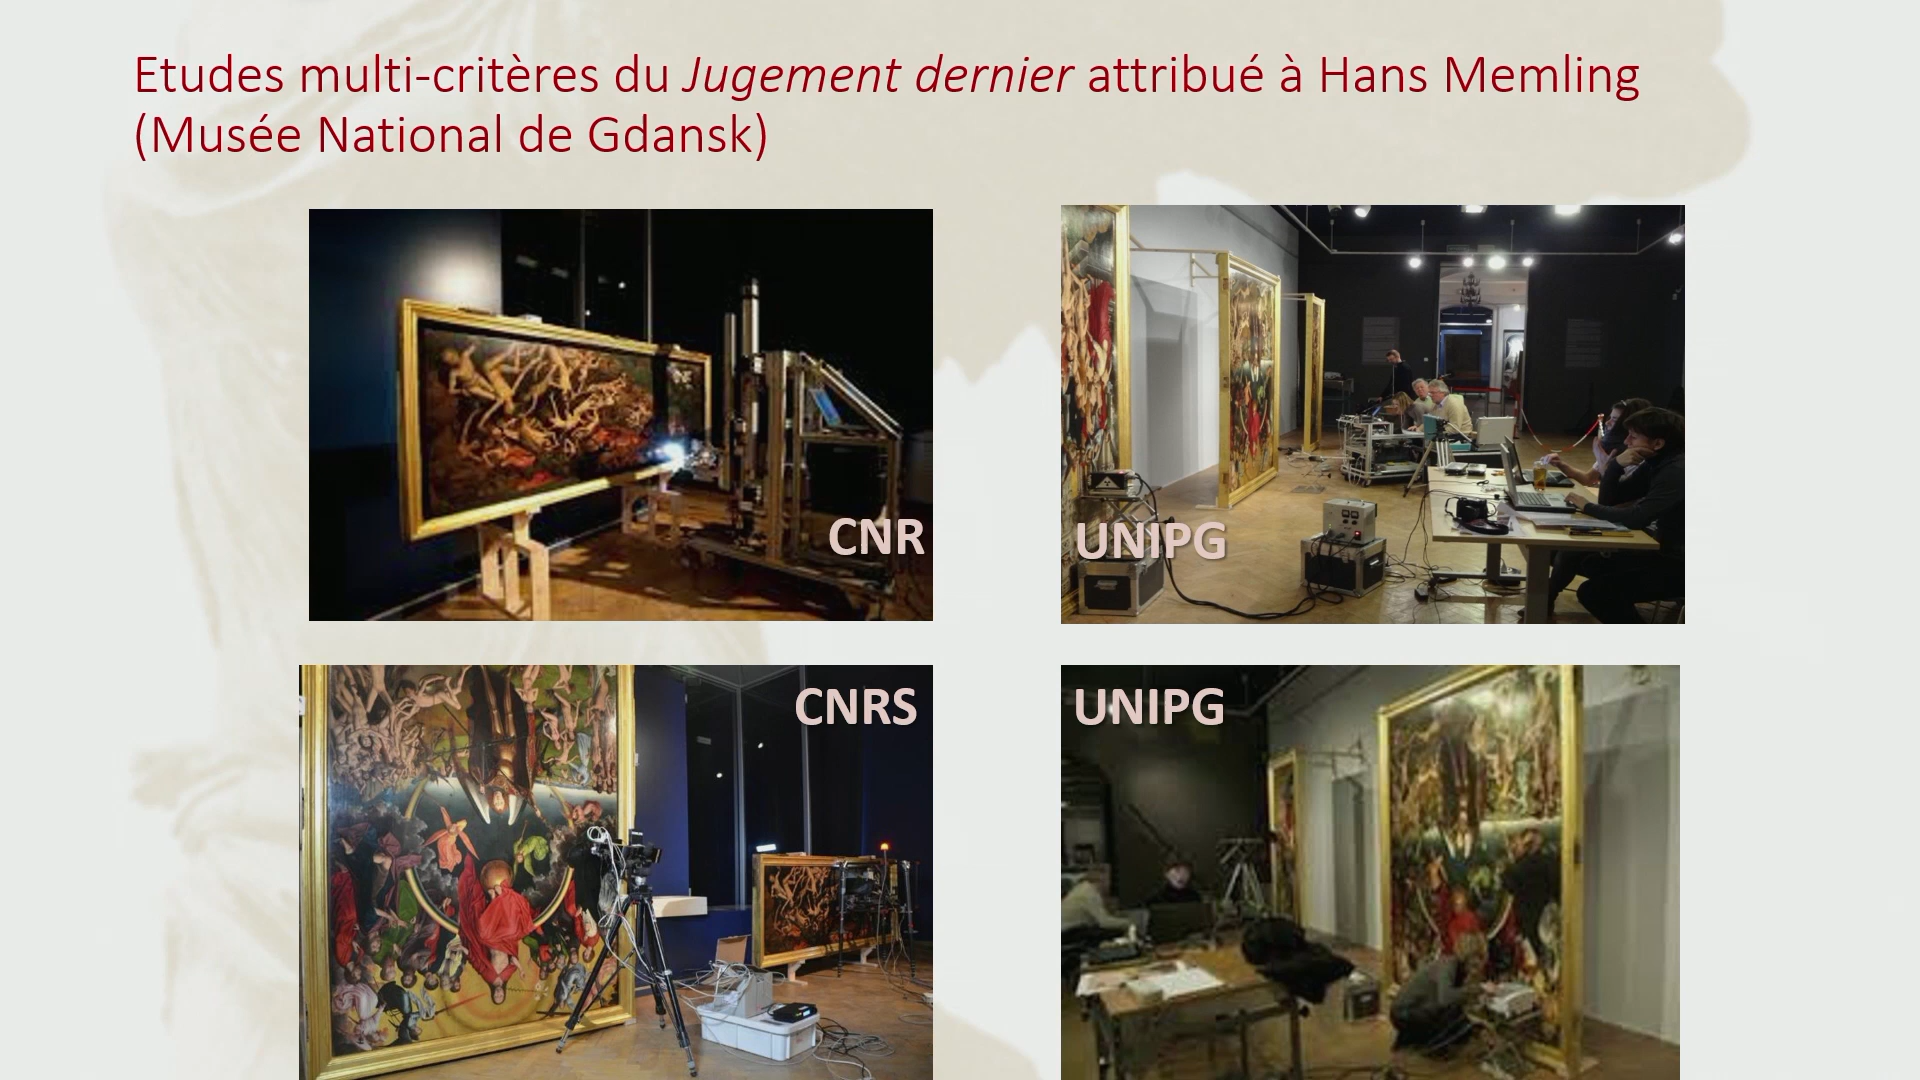 Etudes multi-critères du Jugement dernier attribué à Hans Memling
(Musée National de Gdansk)
CNR
UNIPG
CNRS
UNIPG